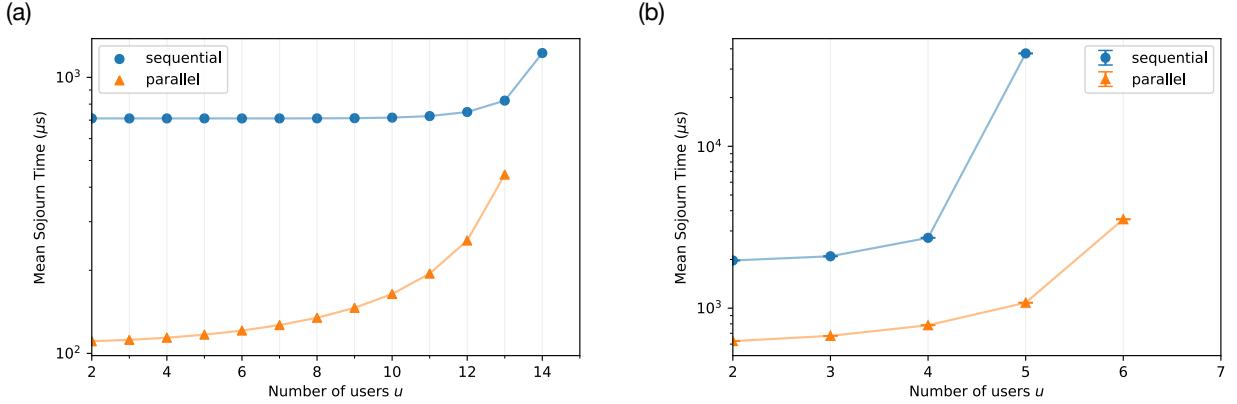 (a)
10³
10²
Mean Sojourn Time (μs)
sequential
parallel
2 4 6 8 10 12 14
Number of users u
(b)
10⁴
10³
Mean Sojourn Time (μs)
sequential
parallel
2 3 4 5 6 7
Number of users u